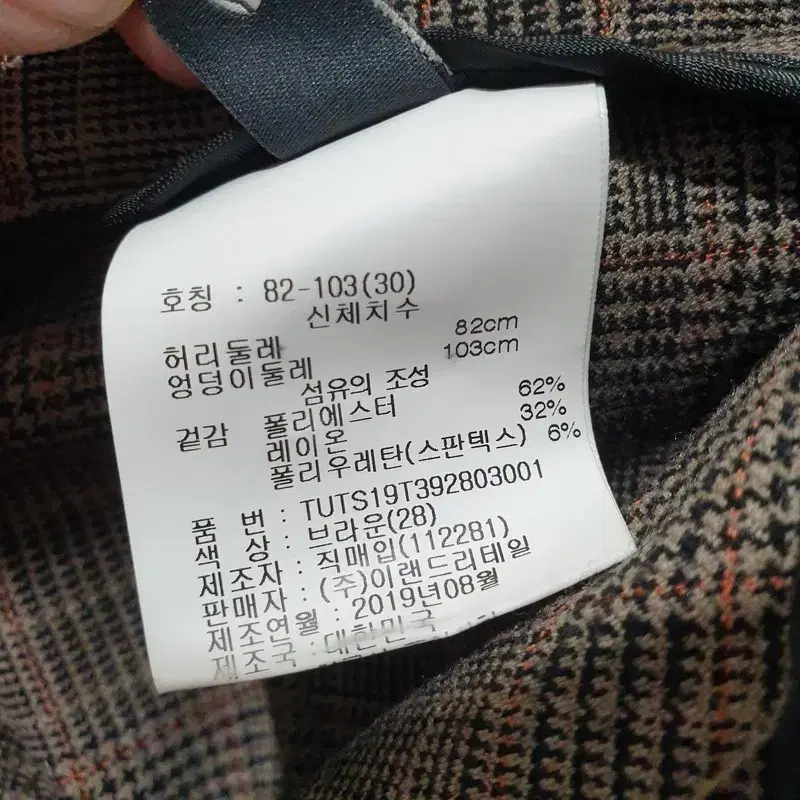 호칭 : 82-103(30)
신체치수
허리둘레 82cm
엉덩이둘레 103cm
섬유의 조성
겉감 폴리에스터 62%
레이온 32%
폴리우레탄(스판텍스) 6%
품 번 : TUTS19T392803001
색 상 : 브라운(28)
제조자 : 직매입(112281)
판매자 : (주)이랜드리테일
제조연월 : 2019년08월
제조국 : 대한민국